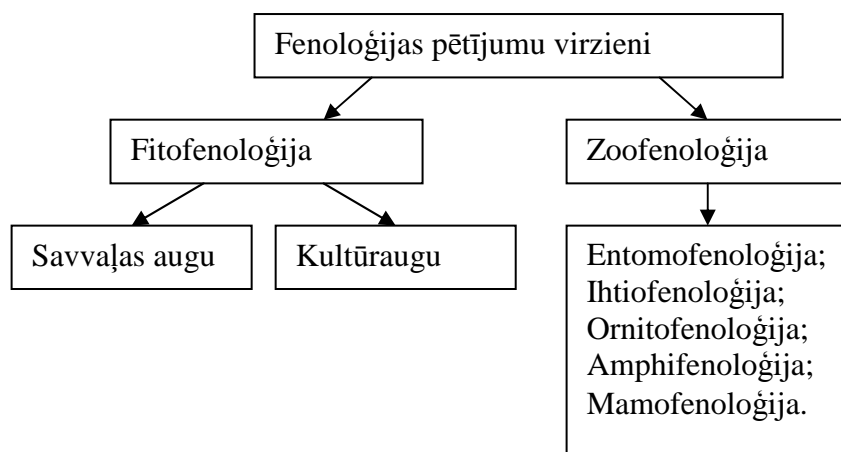 Fenoloģijas pētījumu virzieni
Fitofenoloģija
Zoofenoloģija
Savvaļas augu
Kultūraugu
Entomofenoloģija;
Ihtiofenoloģija;
Ornitofenoloģija;
Amphifenoloģija;
Mamofenoloģija.